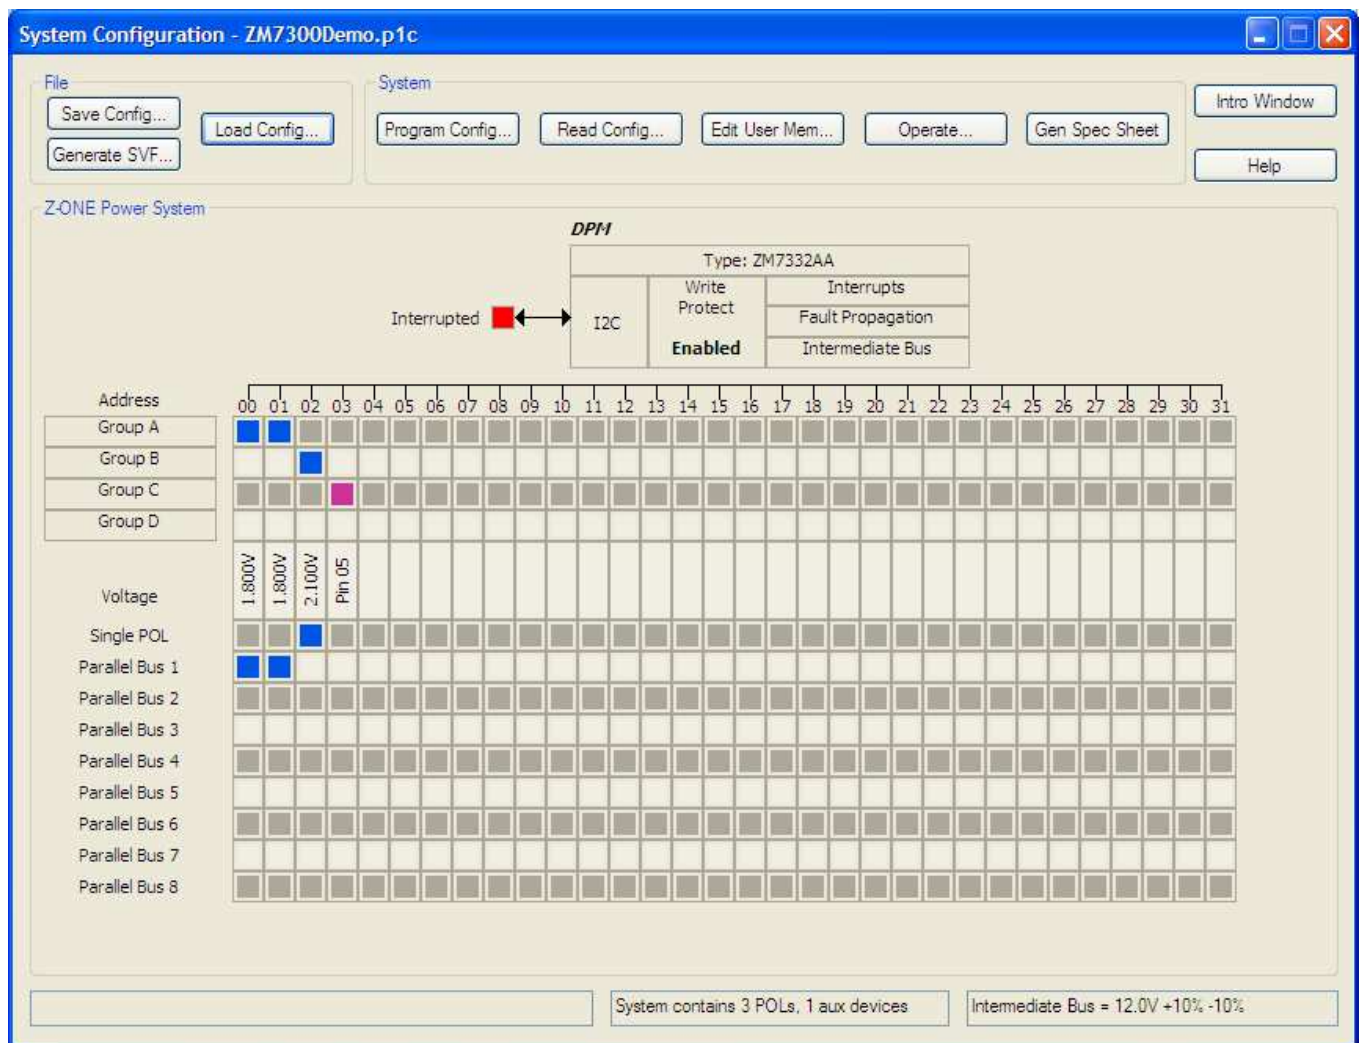 System Configuration - ZM7300Demo.p1c
File
System
Save Config...
Load Config...
Generate SVF...
Program Config...
Read Config...
Edit User Mem...
Operate...
Gen Spec Sheet
Intro Window
Help
Z-ONE Power System
DPM
Type: ZM7332AA
Interrupted
I2C
Write
Protect
Enabled
Interrupts
Fault Propagation
Intermediate Bus
Address 00 01 02 03 04 05 06 07 08 09 10 11 12 13 14 15 16 17 18 19 20 21 22 23 24 25 26 27 28 29 30 31
Group A
Group B
Group C
Group D
Voltage 1.800V 1.800V 2.100V Pin 05
Single POL
Parallel Bus 1
Parallel Bus 2
Parallel Bus 3
Parallel Bus 4
Parallel Bus 5
Parallel Bus 6
Parallel Bus 7
Parallel Bus 8
System contains 3 POLs, 1 aux devices
Intermediate Bus = 12.0V +10% -10%